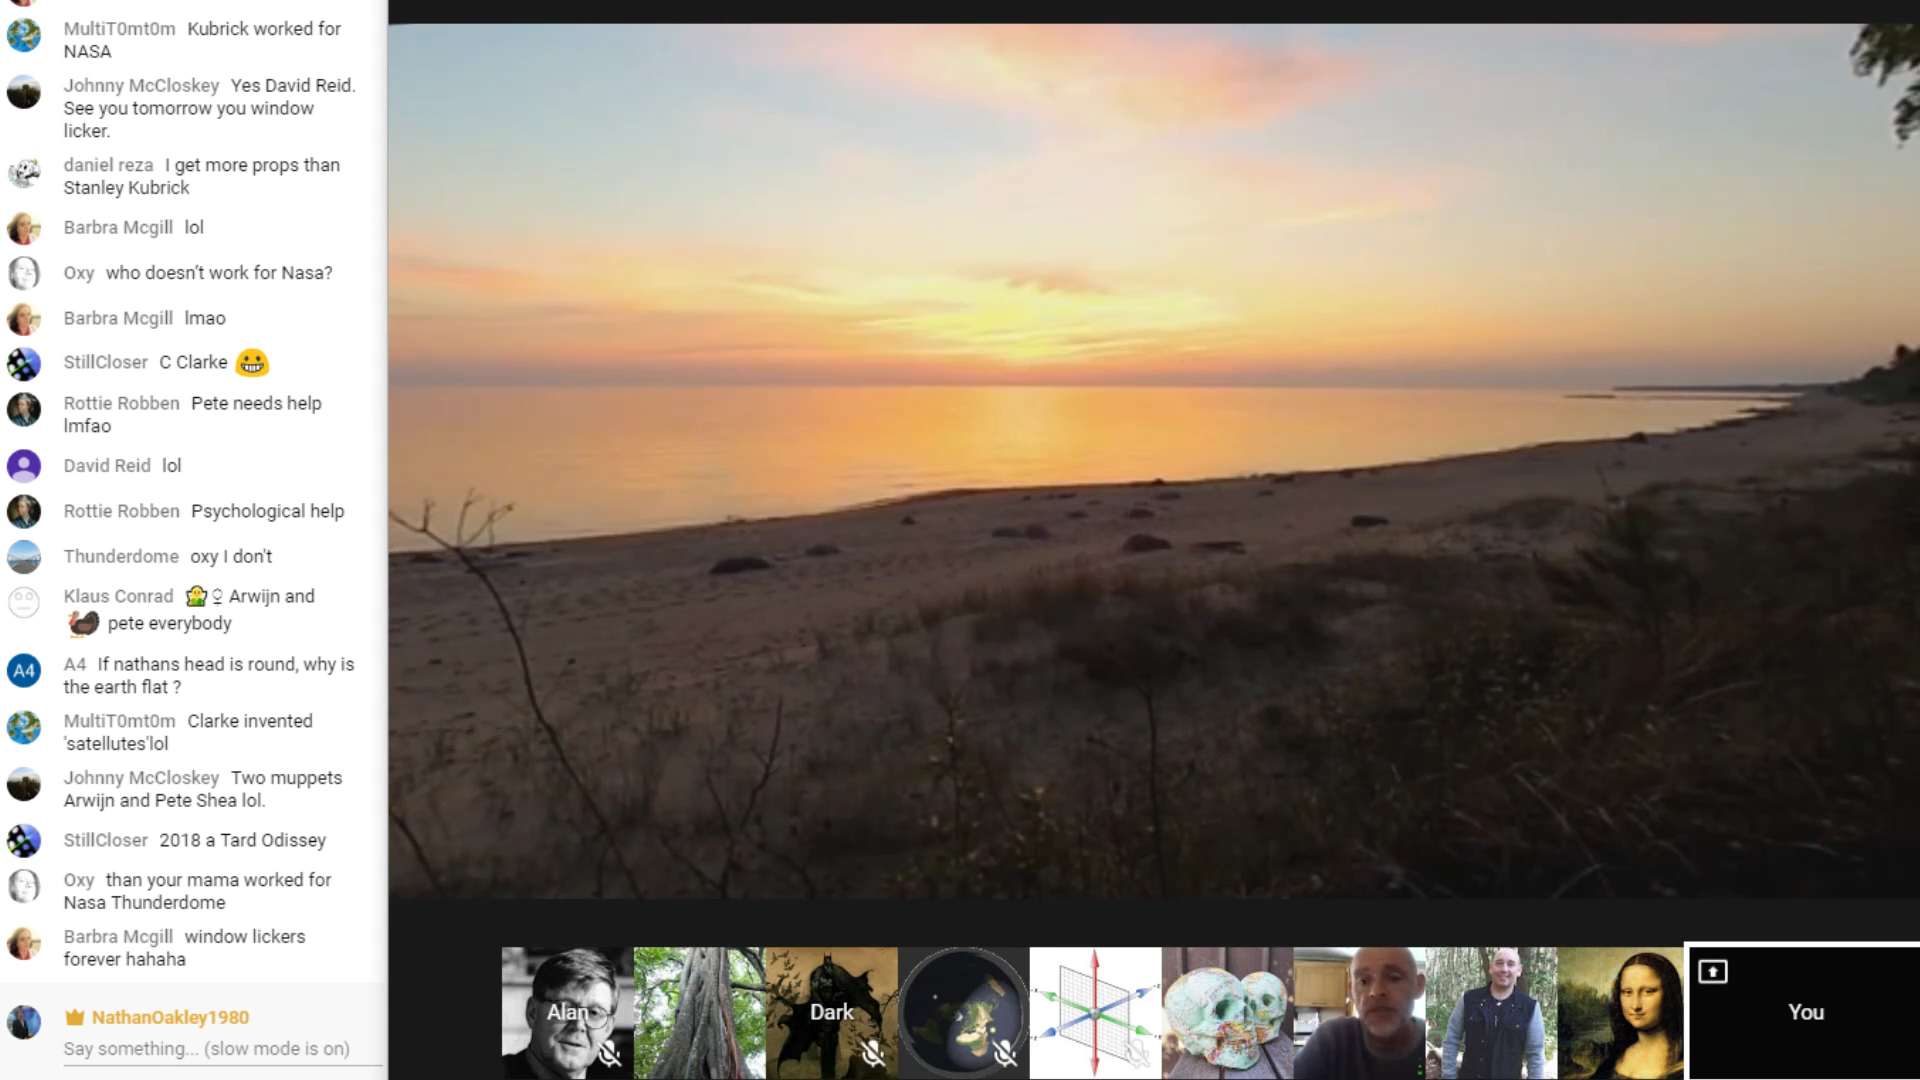 MultiT0mt0m Kubrick worked for
NASA
Johnny McCloskey Yes David Reid.
See you tomorrow you window
licker.
daniel reza I get more props than
Stanley Kubrick
Barbra Mcgill lol
Oxy who doesn't work for Nasa?
Barbra Mcgill lmao
StillCloser C Clarke 😀
Rottie Robben Pete needs help
lmfao
David Reid lol
Rottie Robben Psychological help
Thunderdome oxy I don't
Klaus Conrad 🤷♀ Arwijn and
🦃 pete everybody
A4 A4 If nathans head is round, why is
the earth flat ?
MultiT0mt0m Clarke invented
'satellutes'lol
Johnny McCloskey Two muppets
Arwijn and Pete Shea lol.
StillCloser 2018 a Tard Odissey
Oxy than your mama worked for
Nasa Thunderdome
Barbra Mcgill window lickers
forever hahaha
NathanOakley1980
Say something... (slow mode is on)
Alan
Dark
You